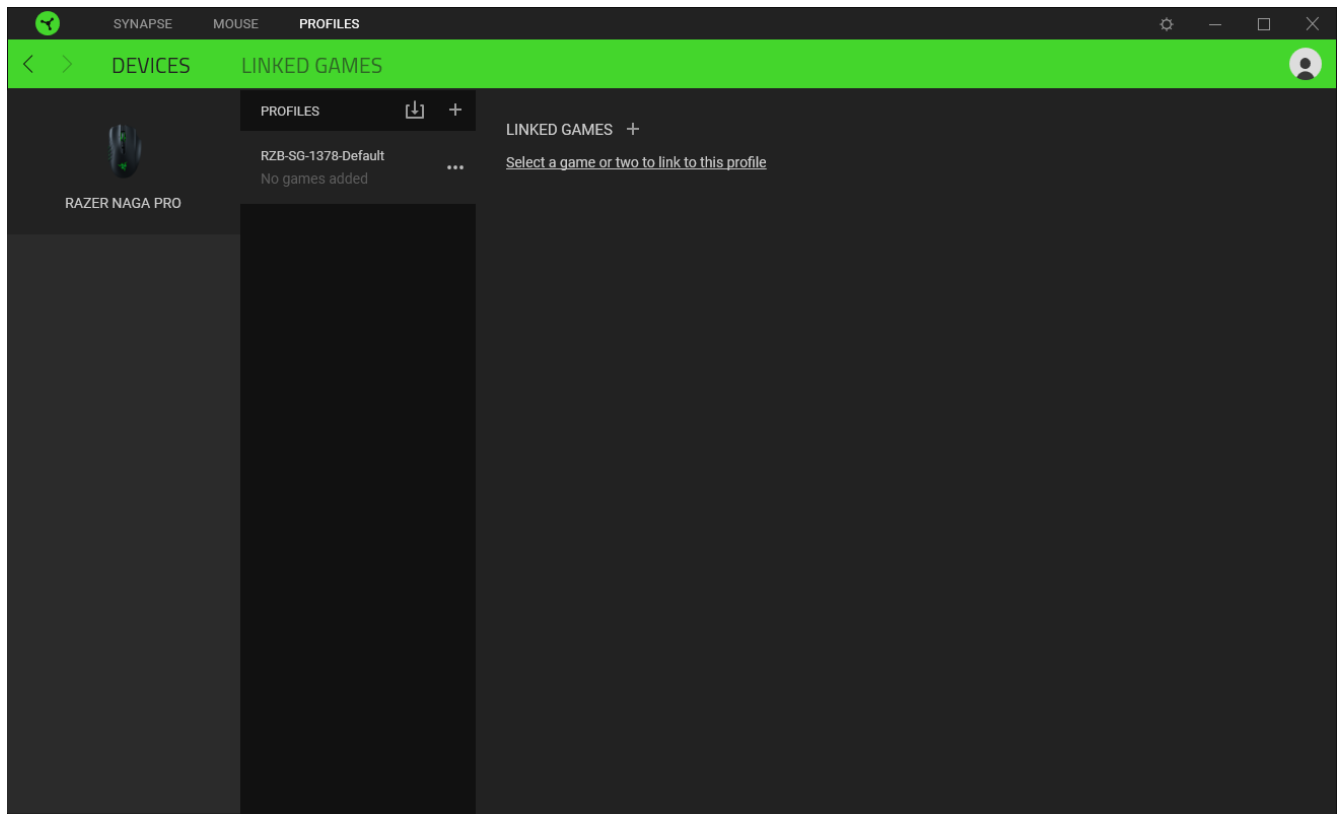 SYNAPSE MOUSE PROFILES
DEVICES LINKED GAMES
RAZER NAGA PRO
PROFILES
RZB-SG-1378-Default
No games added
LINKED GAMES
Select a game or two to link to this profile